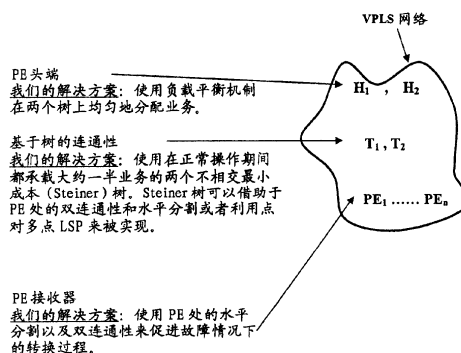 VPLS 网络
PE头端
我们的解决方案：使用负载平衡机制
在两个树上均匀地分配业务。
H1 , H2
基于树的连通性
我们的解决方案：使用在正常操作期间
都承载大约一半业务的两个不相交最小
成本（Steiner）树。Steiner树可以借助于
PE处的双连通性和水平分割或者利用点
对多点LSP来被实现。
T1 , T2
PE1 …… PEn
PE接收器
我们的解决方案：使用PE处的水平
分割以及双连通性来促进故障情况下
的转换过程。